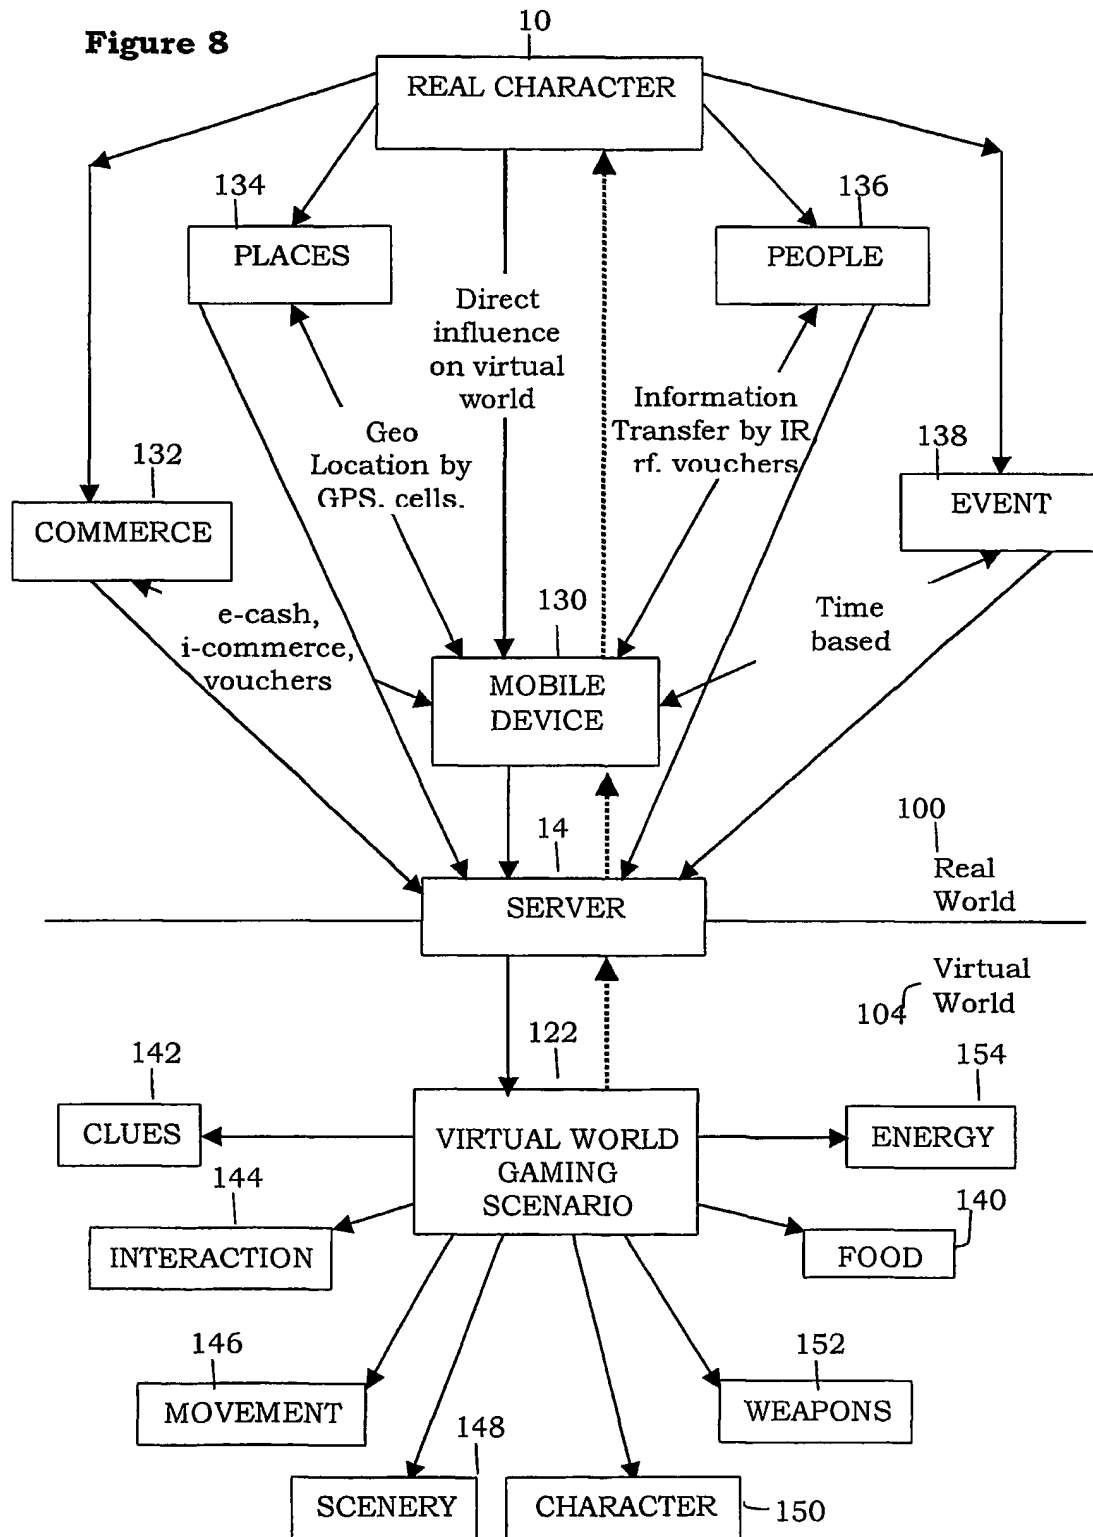 Figure 8
10
REAL CHARACTER
134
PLACES
136
PEOPLE
Direct
influence
on virtual
world
Geo
Location by
GPS. cells.
Information
Transfer by IR
rf. vouchers
132
COMMERCE
138
EVENT
e-cash,
i-commerce,
vouchers
130
MOBILE
DEVICE
Time
based
14
SERVER
100
Real
World
Virtual
World
104
122
VIRTUAL WORLD
GAMING
SCENARIO
142
CLUES
154
ENERGY
144
INTERACTION
140
FOOD
146
MOVEMENT
152
WEAPONS
148
SCENERY
CHARACTER
150